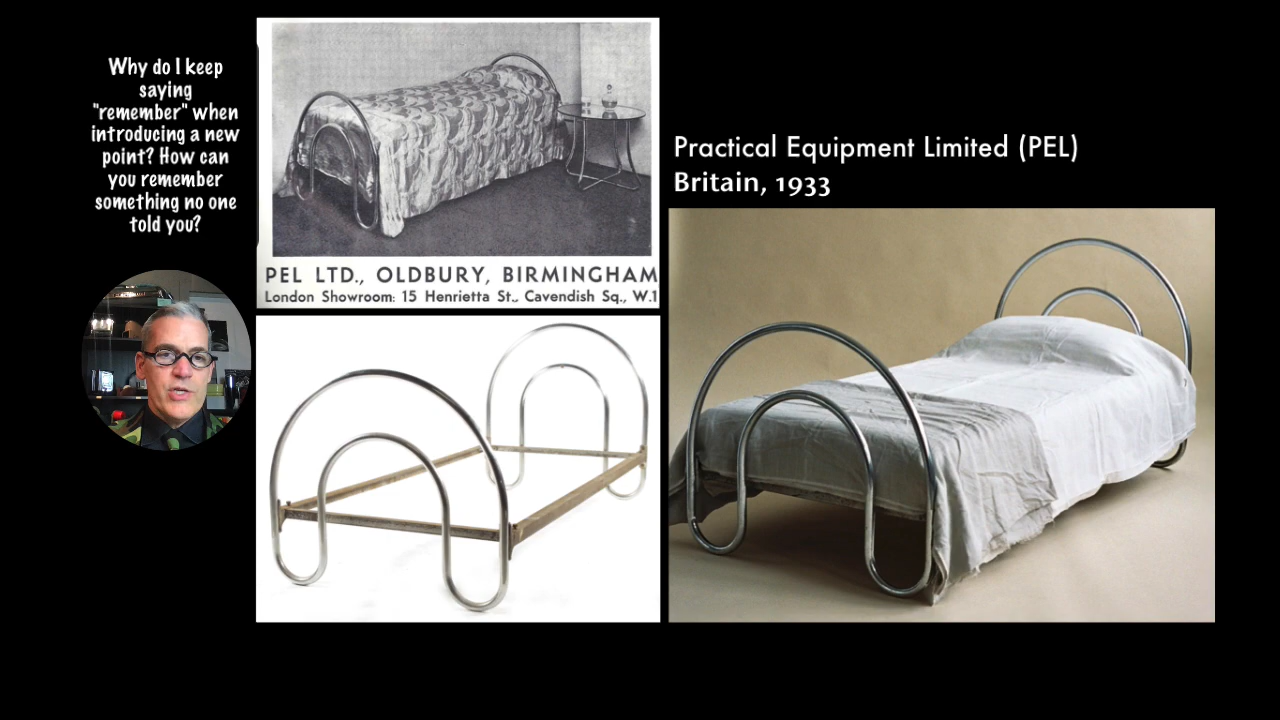 Why do I keep
saying
"remember" when
introducing a new
point? How can
you remember
something no one
told you?
PEL LTD., OLDBURY, BIRMINGHAM
London Showroom: 15 Henrietta St., Cavendish Sq., W.1
Practical Equipment Limited (PEL)
Britain, 1933